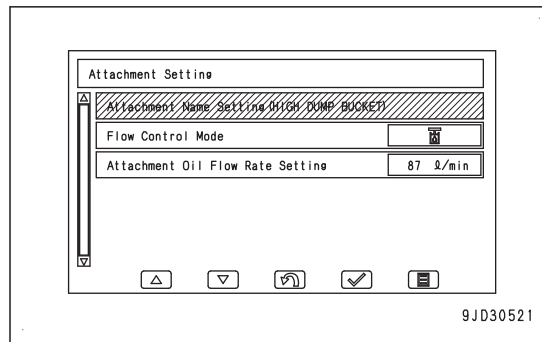 Attachment Setting
Attachment Name Setting (HIGH DUMP BUCKET)
Flow Control Mode
Attachment Oil Flow Rate Setting 87 ℓ/min
9JD30521